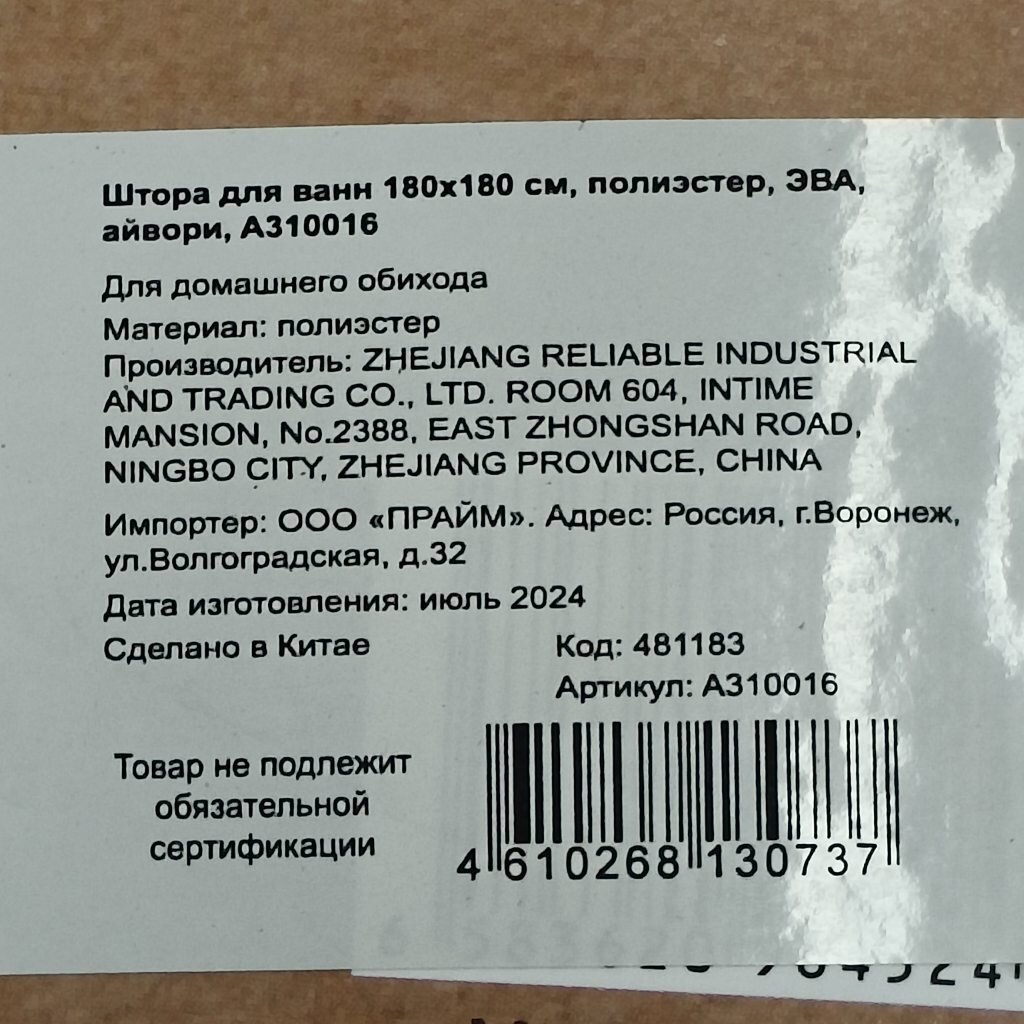 Штора для ванн 180х180 см, полиэстер, ЭВА,
айвори, А310016
Для домашнего обихода
Материал: полиэстер
Производитель: ZHEJIANG RELIABLE INDUSTRIAL
AND TRADING CO., LTD. ROOM 604, INTIME
MANSION, No.2388, EAST ZHONGSHAN ROAD,
NINGBO CITY, ZHEJIANG PROVINCE, CHINA
Импортер: ООО «ПРАЙМ». Адрес: Россия, г.Воронеж,
ул.Волгоградская, д.32
Дата изготовления: июль 2024
Сделано в Китае
Код: 481183
Артикул: А310016
Товар не подлежит
обязательной
сертификации
4 610268 130737